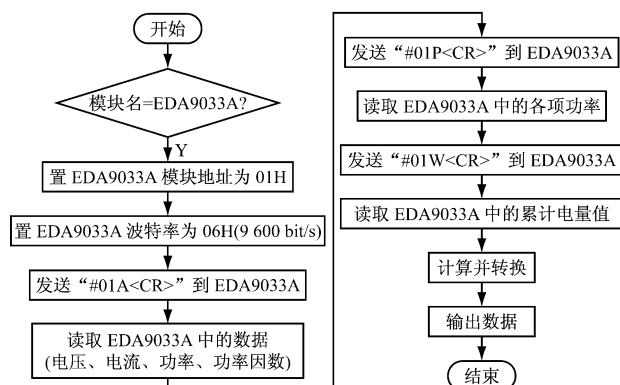 开始
模块名=EDA9033A?
Y
置 EDA9033A 模块地址为 01H
置 EDA9033A 波特率为 06H(9 600 bit/s)
发送“#01A<CR>”到 EDA9033A
读取 EDA9033A 中的数据
(电压、电流、功率、功率因数)
发送“#01P<CR>”到 EDA9033A
读取 EDA9033A 中的各项功率
发送“#01W<CR>”到 EDA9033A
读取 EDA9033A 中的累计电量值
计算并转换
输出数据
结束